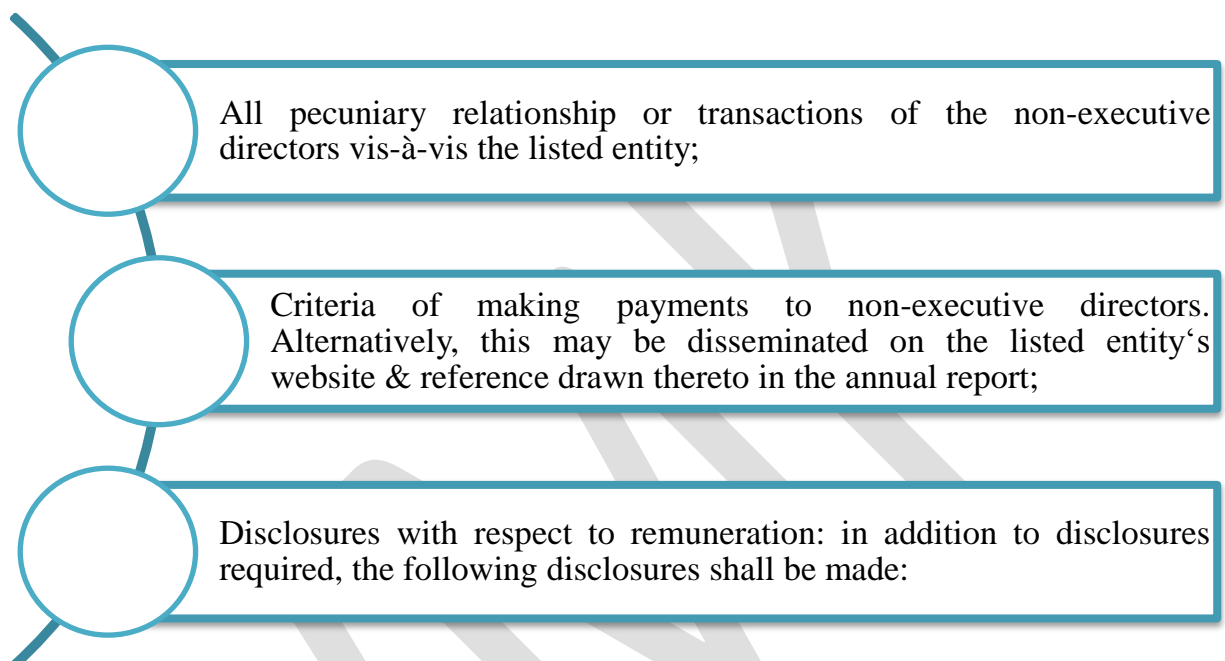 All pecuniary relationship or transactions of the non-executive
directors vis-à-vis the listed entity;
Criteria of making payments to non-executive directors.
Alternatively, this may be disseminated on the listed entity‘s
website & reference drawn thereto in the annual report;
Disclosures with respect to remuneration: in addition to disclosures
required, the following disclosures shall be made: